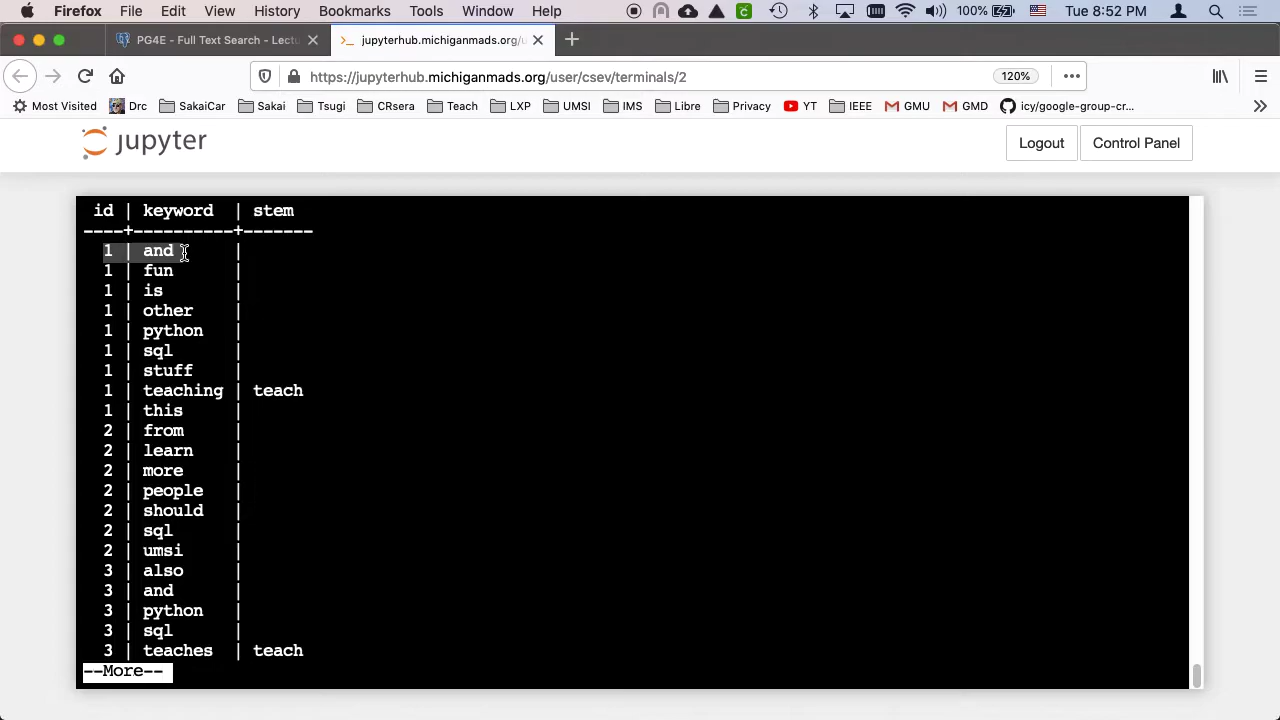 Firefox File Edit View History Bookmarks Tools Window Help 100% Tue 8:52 PM
PG4E - Full Text Search - Lectu
jupyterhub.michiganmads.org/u
https://jupyterhub.michiganmads.org/user/csev/terminals/2 120%
Most Visited Drc SakaiCar Sakai Tsugi CRsera Teach LXP UMSI IMS Libre Privacy YT IEEE GMU GMD icy/google-group-cr...
jupyter Logout Control Panel
id | keyword | stem
----+----------+-------
1 | and |
1 | fun |
1 | is |
1 | other |
1 | python |
1 | sql |
1 | stuff |
1 | teaching | teach
1 | this |
2 | from |
2 | learn |
2 | more |
2 | people |
2 | should |
2 | sql |
2 | umsi |
3 | also |
3 | and |
3 | python |
3 | sql |
3 | teaches | teach
--More--